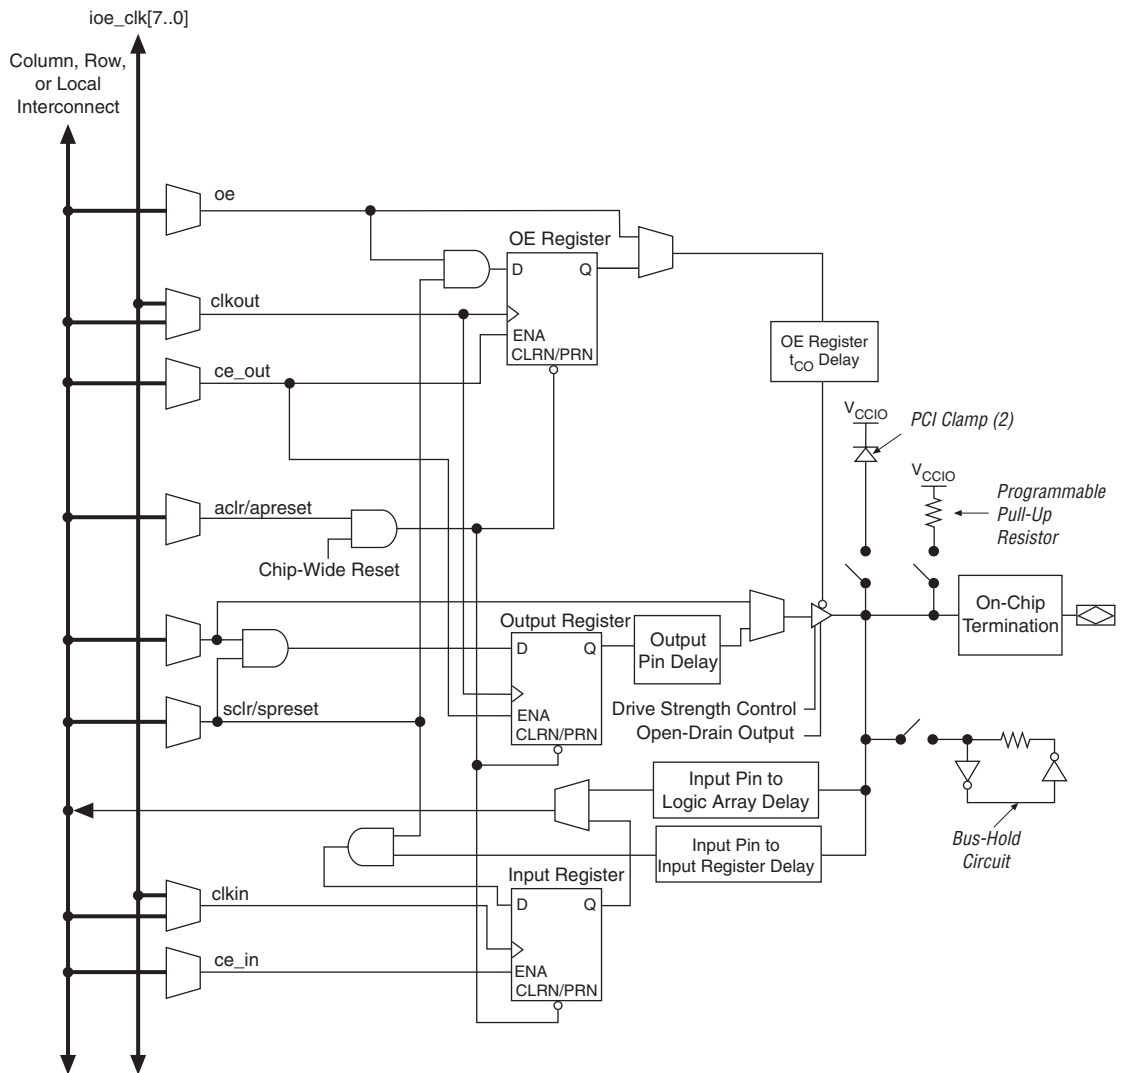 ioe_clk[7..0]
Column, Row,
or Local
Interconnect
oe
OE Register
D
Q
clkout
ENA
CLRN/PRN
OE Register
tCO Delay
ce_out
VCCIO
PCI Clamp (2)
VCCIO
Programmable
Pull-Up
Resistor
aclr/apreset
Chip-Wide Reset
On-Chip
Termination
Output Register
D
Q
Output
Pin Delay
sclr/spreset
ENA
CLRN/PRN
Drive Strength Control
Open-Drain Output
Input Pin to
Logic Array Delay
Input Pin to
Input Register Delay
Bus-Hold
Circuit
Input Register
clkin
D
Q
ce_in
ENA
CLRN/PRN